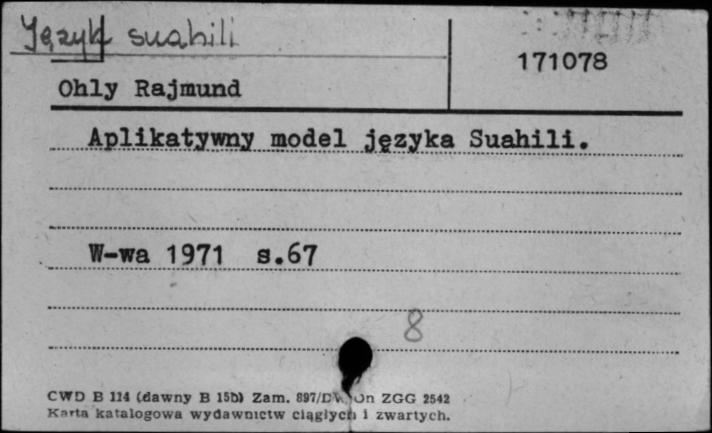 Język suahili
171078
Ohly Rajmund
Aplikatywny model języka Suahili.
W-wa 1971 s.67
8
CWD B 114 (dawny B 15b) Zam. 897/ ZGG 2542
Karta katalogowa wydawnictw ciągłych i zwartych.